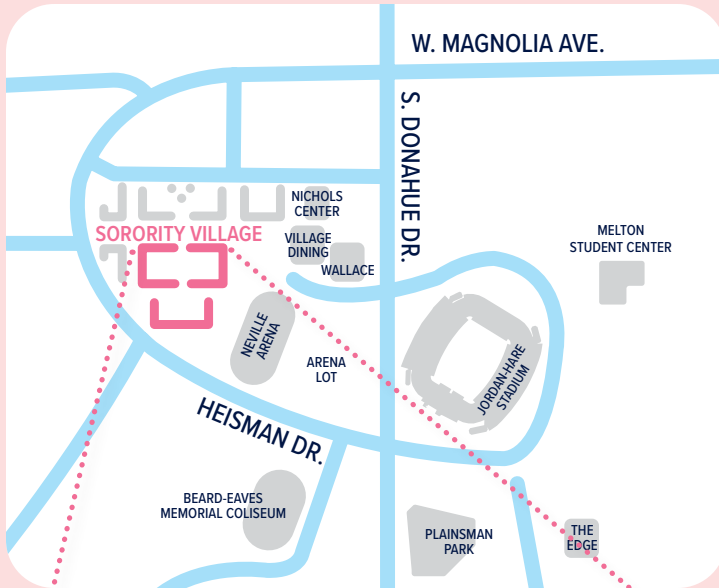 W. MAGNOLIA AVE.
S. DONAHUE DR.
NICHOLS
CENTER
SORORITY VILLAGE
VILLAGE
DINING
WALLACE
MELTON
STUDENT CENTER
NEVILLE
ARENA
ARENA
LOT
JORDAN-HARE
STADIUM
HEISMAN DR.
BEARD-EAVES
MEMORIAL COLISEUM
PLAINSMAN
PARK
THE
EDGE